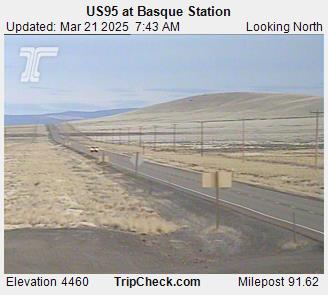 US95 at Basque Station
Updated: Mar 21 2025 7:43 AM Looking North
Elevation 4460 TripCheck.com Milepost 91.62